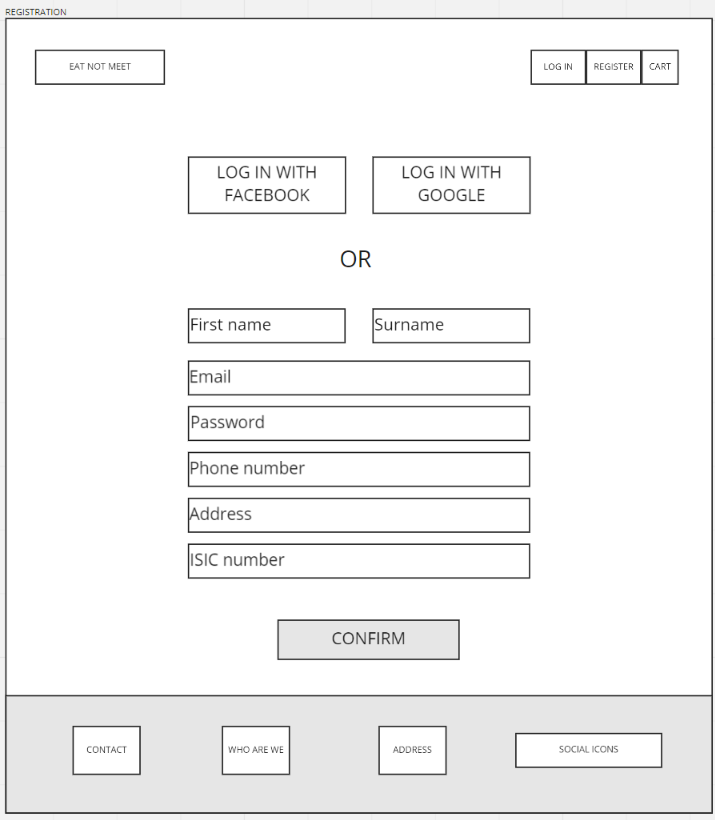 REGISTRATION
EAT NOT MEET
LOG IN
REGISTER
CART
LOG IN WITH
FACEBOOK
LOG IN WITH
GOOGLE
OR
First name
Surname
Email
Password
Phone number
Address
ISIC number
CONFIRM
CONTACT
WHO ARE WE
ADDRESS
SOCIAL ICONS